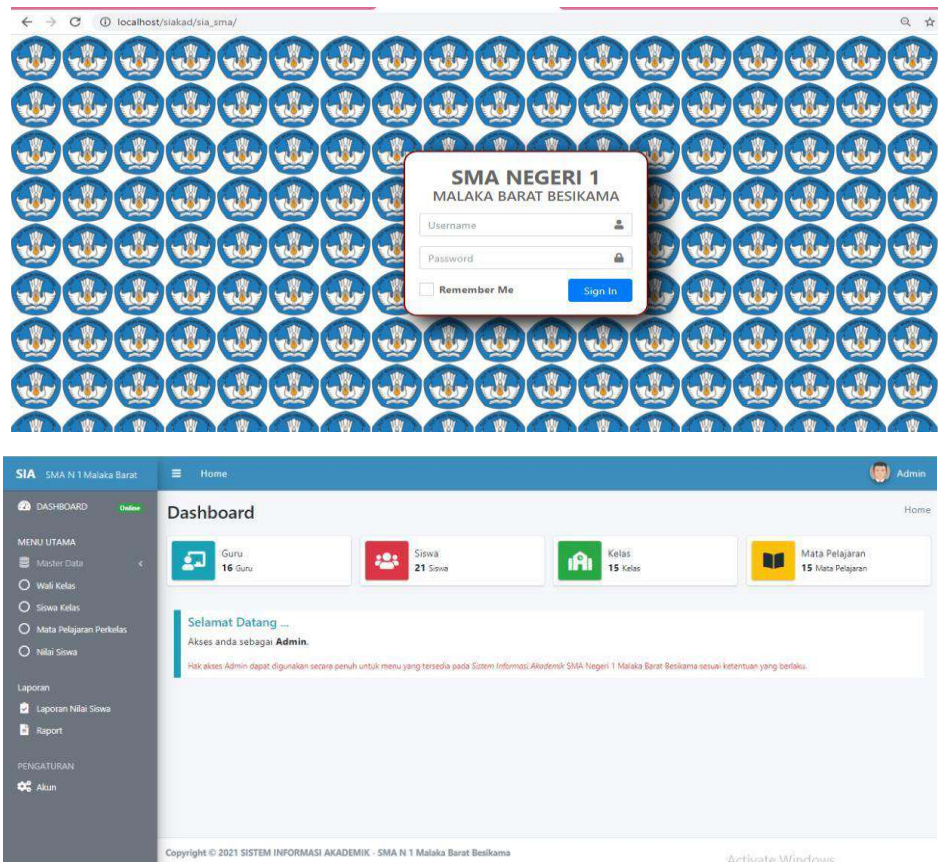 localhost/siakad/sia_sma/
SMA NEGERI 1
MALAKA BARAT BESIKAMA
Username
Password
Remember Me
Sign In
SIA SMA N 1 Malaka Barat
Home
Admin
DASHBOARD Online
Dashboard
Home
MENU UTAMA
Master Data
Wali Kelas
Siswa Kelas
Mata Pelajaran Perkelas
Nilai Siswa
Laporan
Laporan Nilai Siswa
Raport
PENGATURAN
Akun
Guru
16 Guru
Siswa
21 Siswa
Kelas
15 Kelas
Mata Pelajaran
15 Mata Pelajaran
Selamat Datang ...
Akses anda sebagai Admin.
Hak akses Admin dapat digunakan secara penuh untuk menu yang tersedia pada Sistem Informasi Akademik SMA Negeri 1 Malaka Barat Besikama sesuai ketentuan yang berlaku.
Copyright © 2021 SISTEM INFORMASI AKADEMIK - SMA N 1 Malaka Barat Besikama
Activate Windows